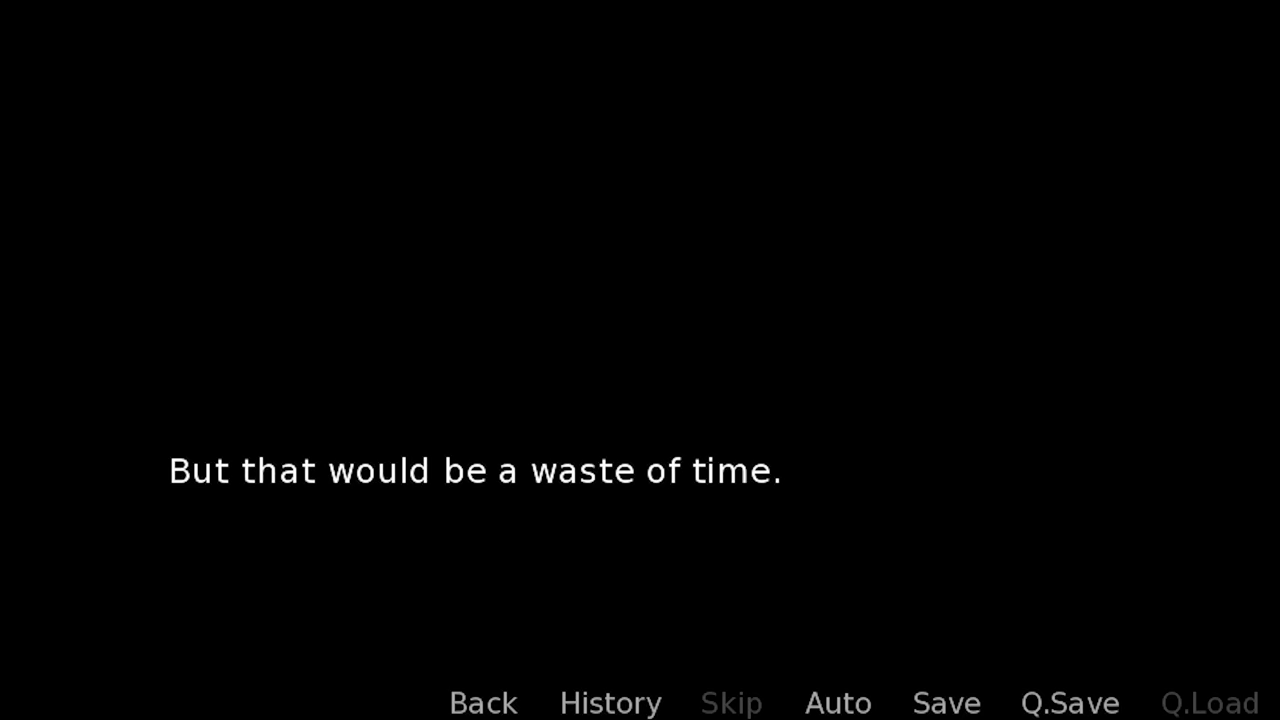 But that would be a waste of time.
Back History Skip Auto Save Q.Save Q.Load